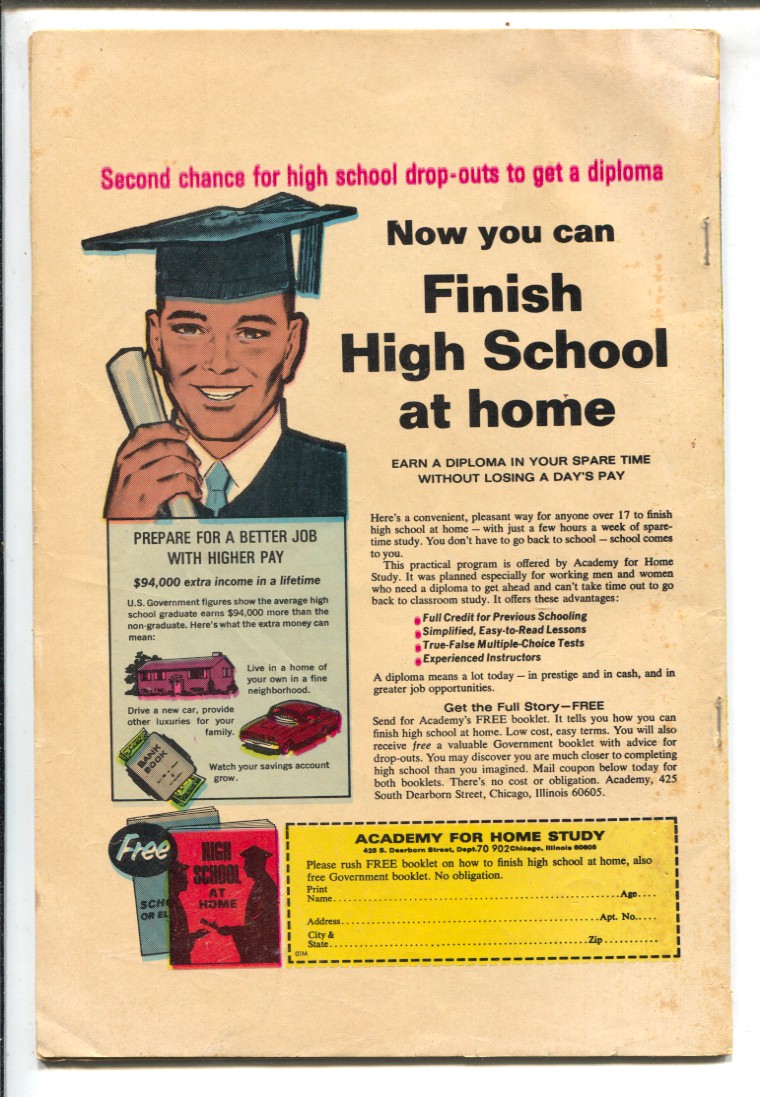 Second chance for high school drop-outs to get a diploma
Now you can
Finish
High School
at home
EARN A DIPLOMA IN YOUR SPARE TIME
WITHOUT LOSING A DAY'S PAY
Here's a convenient, pleasant way for anyone over 17 to finish
high school at home — with just a few hours a week of spare-
time study. You don't have to go back to school — school comes
to you.
This practical program is offered by Academy for Home
Study. It was planned especially for working men and women
who need a diploma to get ahead and can't take time out to go
back to classroom study. It offers these advantages:
Full Credit for Previous Schooling
Simplified, Easy-to-Read Lessons
True-False Multiple-Choice Tests
Experienced Instructors
A diploma means a lot today — in prestige and in cash, and in
greater job opportunities.
Get the Full Story—FREE
Send for Academy's FREE booklet. It tells you how you can
finish high school at home. Low cost, easy terms. You will also
receive free a valuable Government booklet with advice for
drop-outs. You may discover you are much closer to completing
high school than you imagined. Mail coupon below today for
both booklets. There's no cost or obligation. Academy, 425
South Dearborn Street, Chicago, Illinois 60605.
PREPARE FOR A BETTER JOB
WITH HIGHER PAY
$94,000 extra income in a lifetime
U.S. Government figures show the average high
school graduate earns $94,000 more than the
non-graduate. Here's what the extra money can
mean:
Live in a home of
your own in a fine
neighborhood.
Drive a new car, provide
other luxuries for your
family.
BANK
BOOK
Watch your savings account
grow.
Free
SCHO
OR EL
HIGH
SCHOOL
AT
HOME
ACADEMY FOR HOME STUDY
425 S. Dearborn Street, Dept.70 902Chicago, Illinois 60605
Please rush FREE booklet on how to finish high school at home, also
free Government booklet. No obligation.
Print
Name.......................................................Age....
Address...............................................Apt. No.....
City &
State..................................................Zip...........